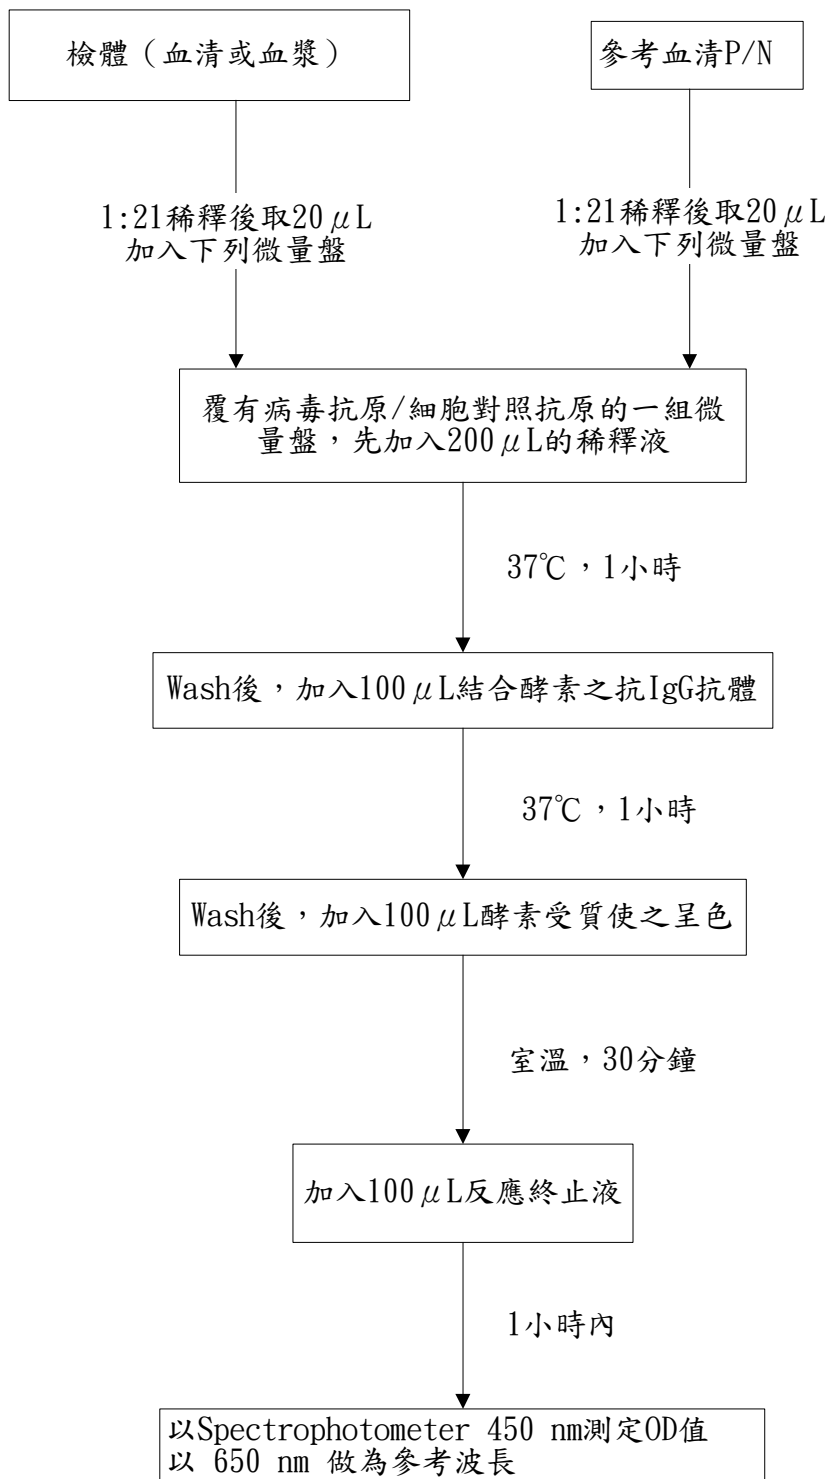 檢體（血清或血漿）
參考血清P/N
1:21稀釋後取20μL
加入下列微量盤
1:21稀釋後取20μL
加入下列微量盤
覆有病毒抗原/細胞對照抗原的一組微
量盤，先加入200μL的稀釋液
37℃，1小時
Wash後，加入100μL結合酵素之抗IgG抗體
37℃，1小時
Wash後，加入100μL酵素受質使之呈色
室溫，30分鐘
加入100μL反應終止液
1小時內
以Spectrophotometer 450 nm測定OD值
以 650 nm 做為參考波長